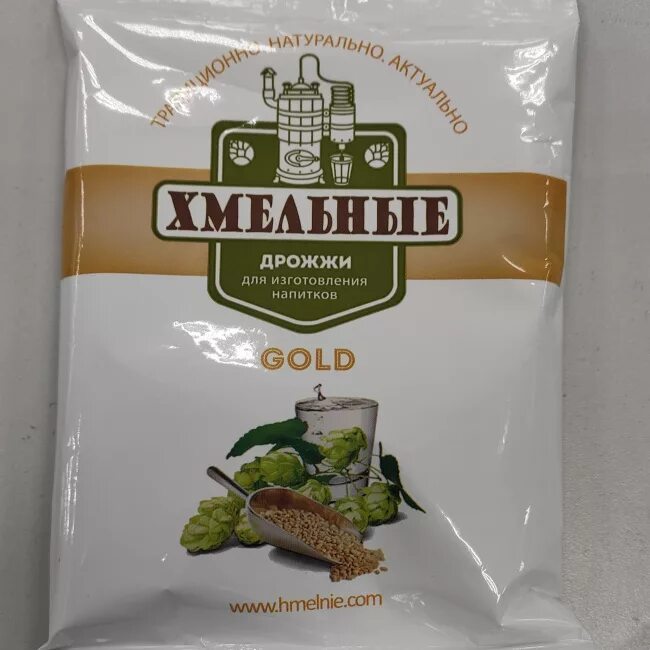 ТРАДИЦИОННО. НАТУРАЛЬНО. АКТУАЛЬНО
ХМЕЛЬНЫЕ
ДРОЖЖИ
ДЛЯ ИЗГОТОВЛЕНИЯ
НАПИТКОВ
GOLD
www.hmelnie.com